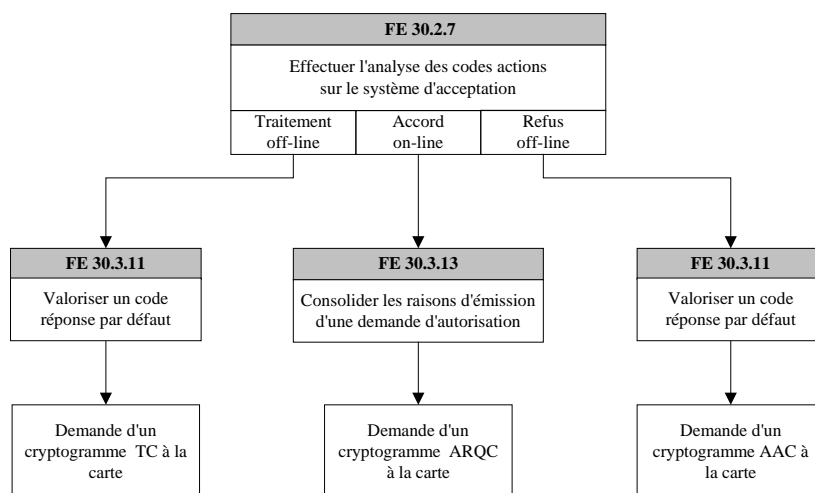 FE 30.2.7
Effectuer l'analyse des codes actions
sur le système d'acceptation
Traitement
off-line
Accord
on-line
Refus
off-line
FE 30.3.11
Valoriser un code
réponse par défaut
FE 30.3.13
Consolider les raisons d'émission
d'une demande d'autorisation
FE 30.3.11
Valoriser un code
réponse par défaut
Demande d'un
cryptogramme TC à la
carte
Demande d'un
cryptogramme ARQC
à la carte
Demande d'un
cryptogramme AAC à
la carte